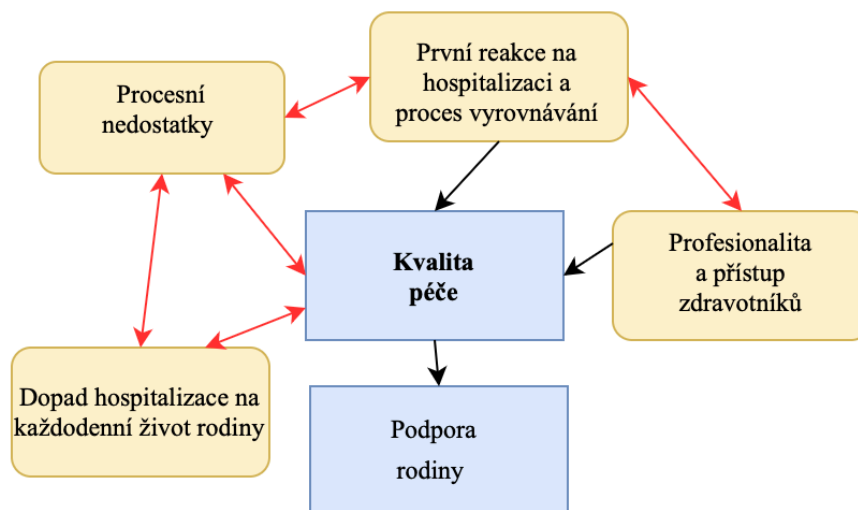 První reakce na
hospitalizaci a
proces vyrovnávání
Procesní
nedostatky
Kvalita
péče
Profesionalita
a přístup
zdravotníků
Dopad hospitalizace na
každodenní život rodiny
Podpora
rodiny